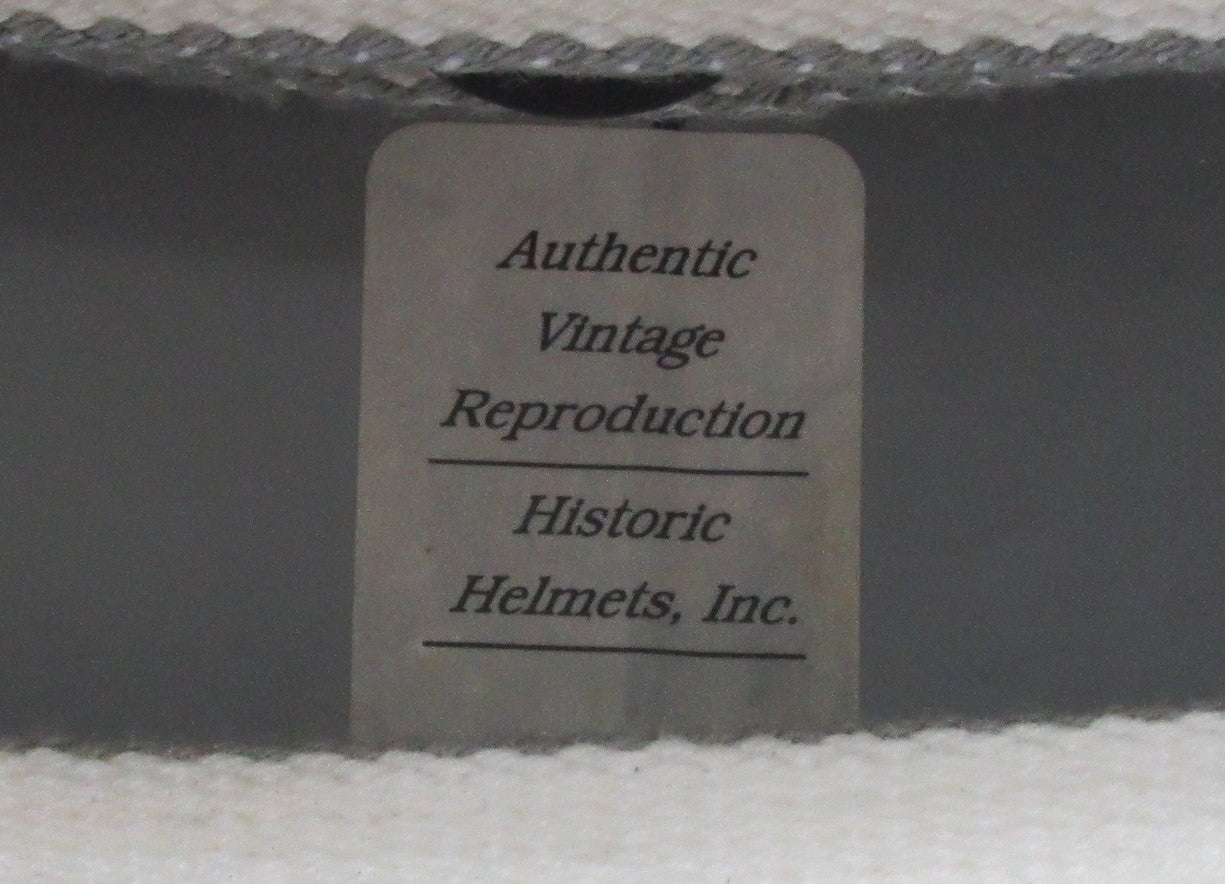 Authentic
Vintage
Reproduction
Historic
Helmets, Inc.